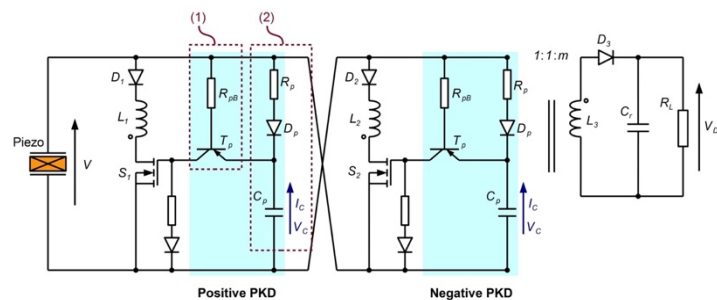 (1)
(2)
1:1:m
D3
D1
Rp
D2
Rp
RpB
RpB
L1
Dp
L2
Dp
L3
Cr
RL
VD
Piezo
V
Tp
Tp
S1
S2
Cp
IC
VC
Cp
IC
VC
Positive PKD
Negative PKD